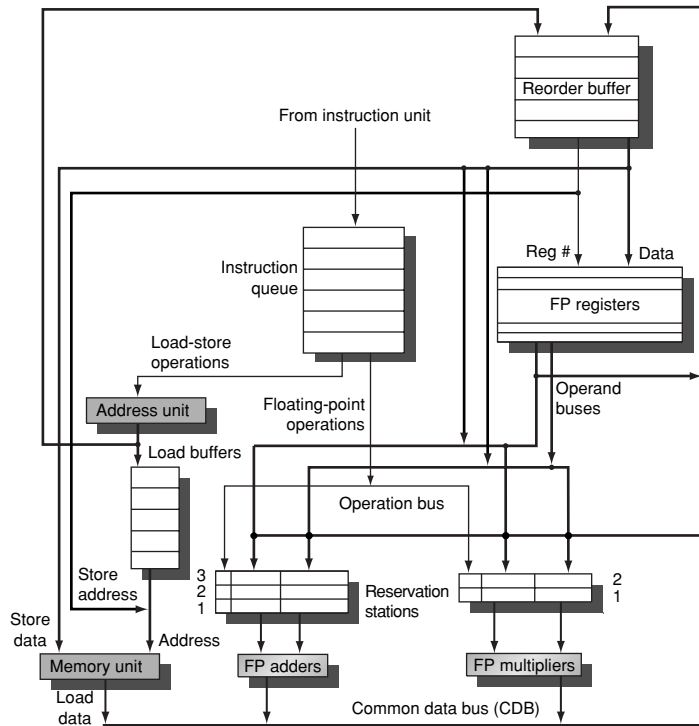 Reorder buffer
From instruction unit
Reg #
Data
Instruction
queue
FP registers
Load-store
operations
Operand
buses
Address unit
Floating-point
operations
Load buffers
Operation bus
3
2
1
Reservation
stations
2
1
Store
address
Store
data
Address
Memory unit
FP adders
FP multipliers
Load
data
Common data bus (CDB)